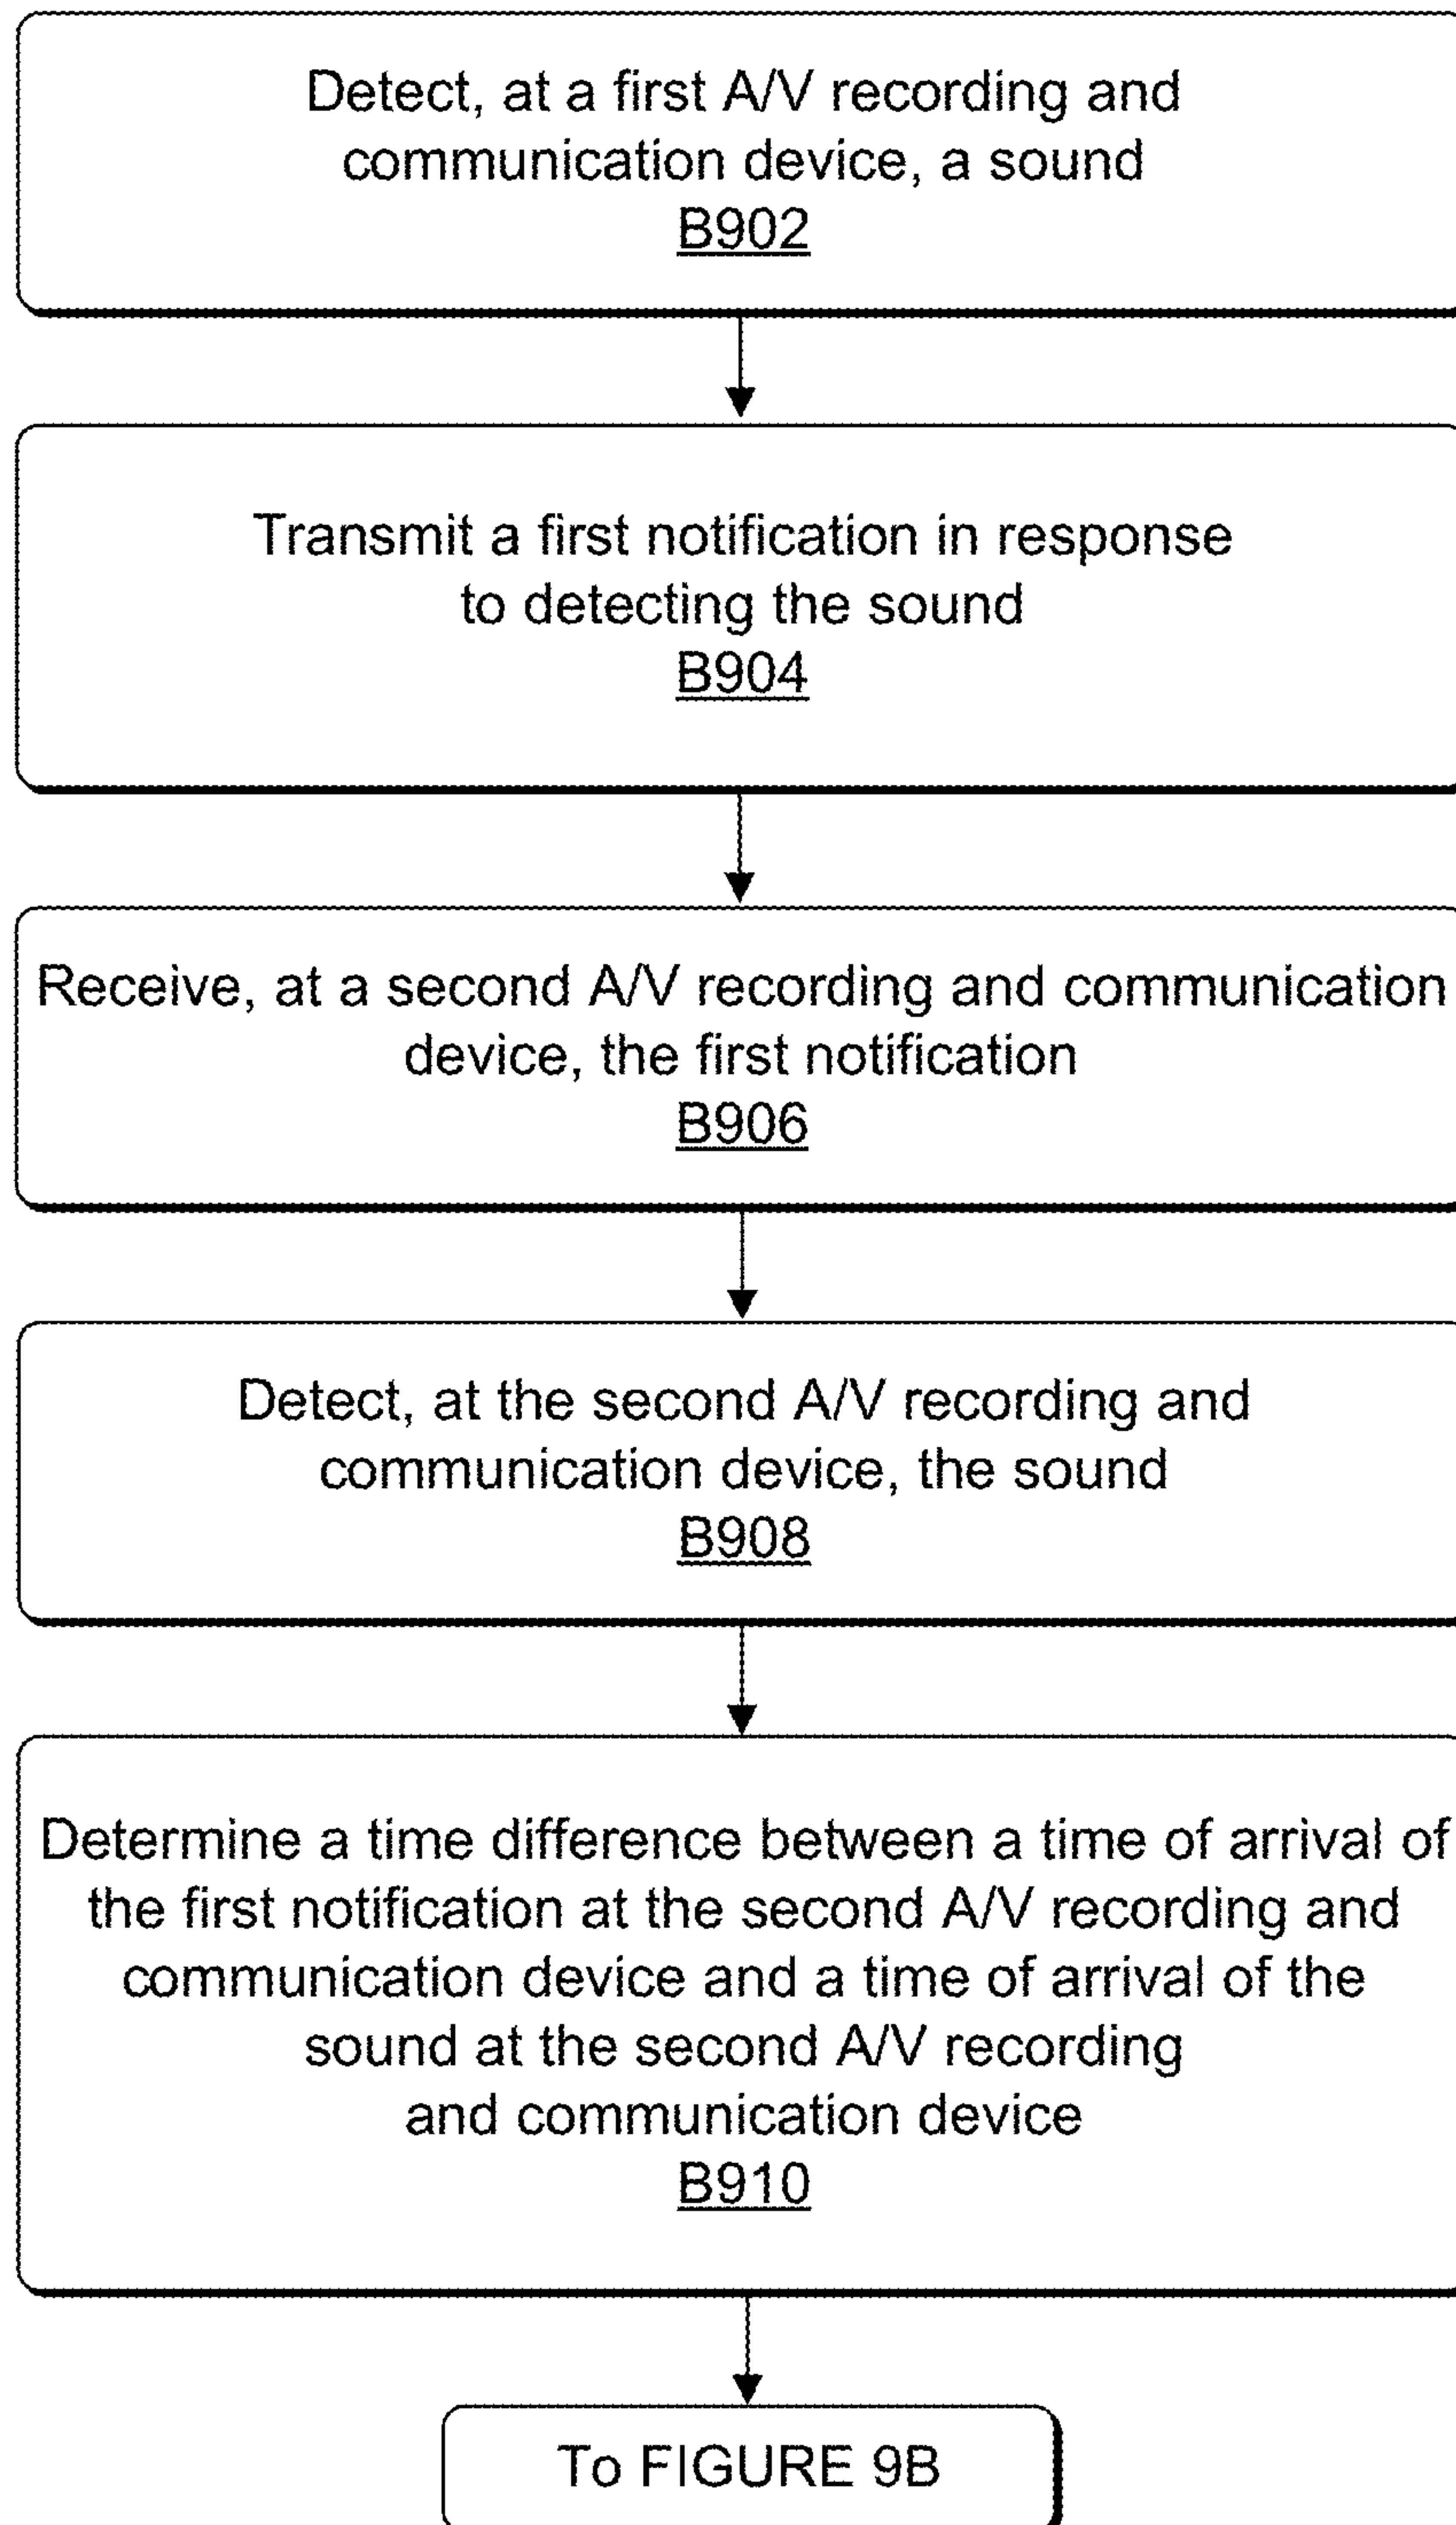 Detect, at a first A/V recording and
communication device, a sound
B902
Transmit a first notification in response
to detecting the sound
B904
Receive, at a second A/V recording and communication
device, the first notification
B906
Detect, at the second A/V recording and
communication device, the sound
B908
Determine a time difference between a time of arrival of
the first notification at the second A/V recording and
communication device and a time of arrival of the
sound at the second A/V recording
and communication device
B910
To FIGURE 9B